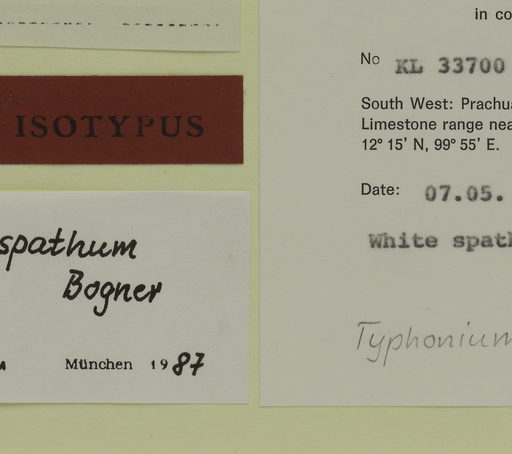 ISOTYPUS
spathum
Bogner
München 1987
in co
No KL 33700
South West: Prachua
Limestone range nea
12° 15' N, 99° 55' E.
Date: 07.05.
White spath
Typhonium